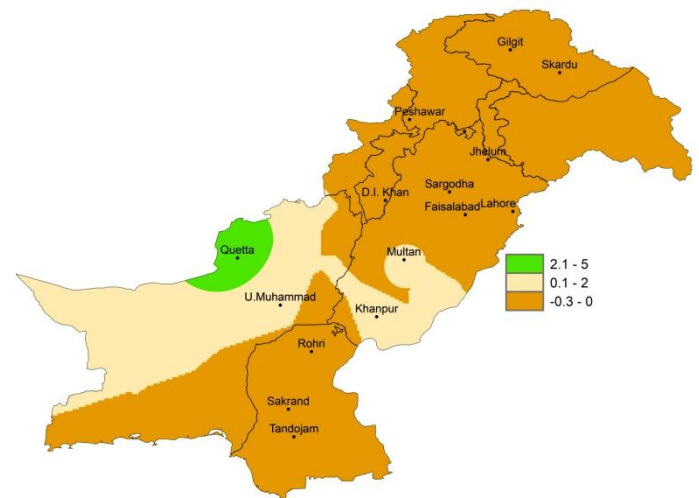 Gilgit
Skardu
Peshawar
Jhelum
D.I. Khan
Sargodha
Faisalabad
Lahore
Quetta
Multan
2.1 - 5
0.1 - 2
-0.3 - 0
U.Muhammad
Khanpur
Rohri
Sakrand
Tandojam